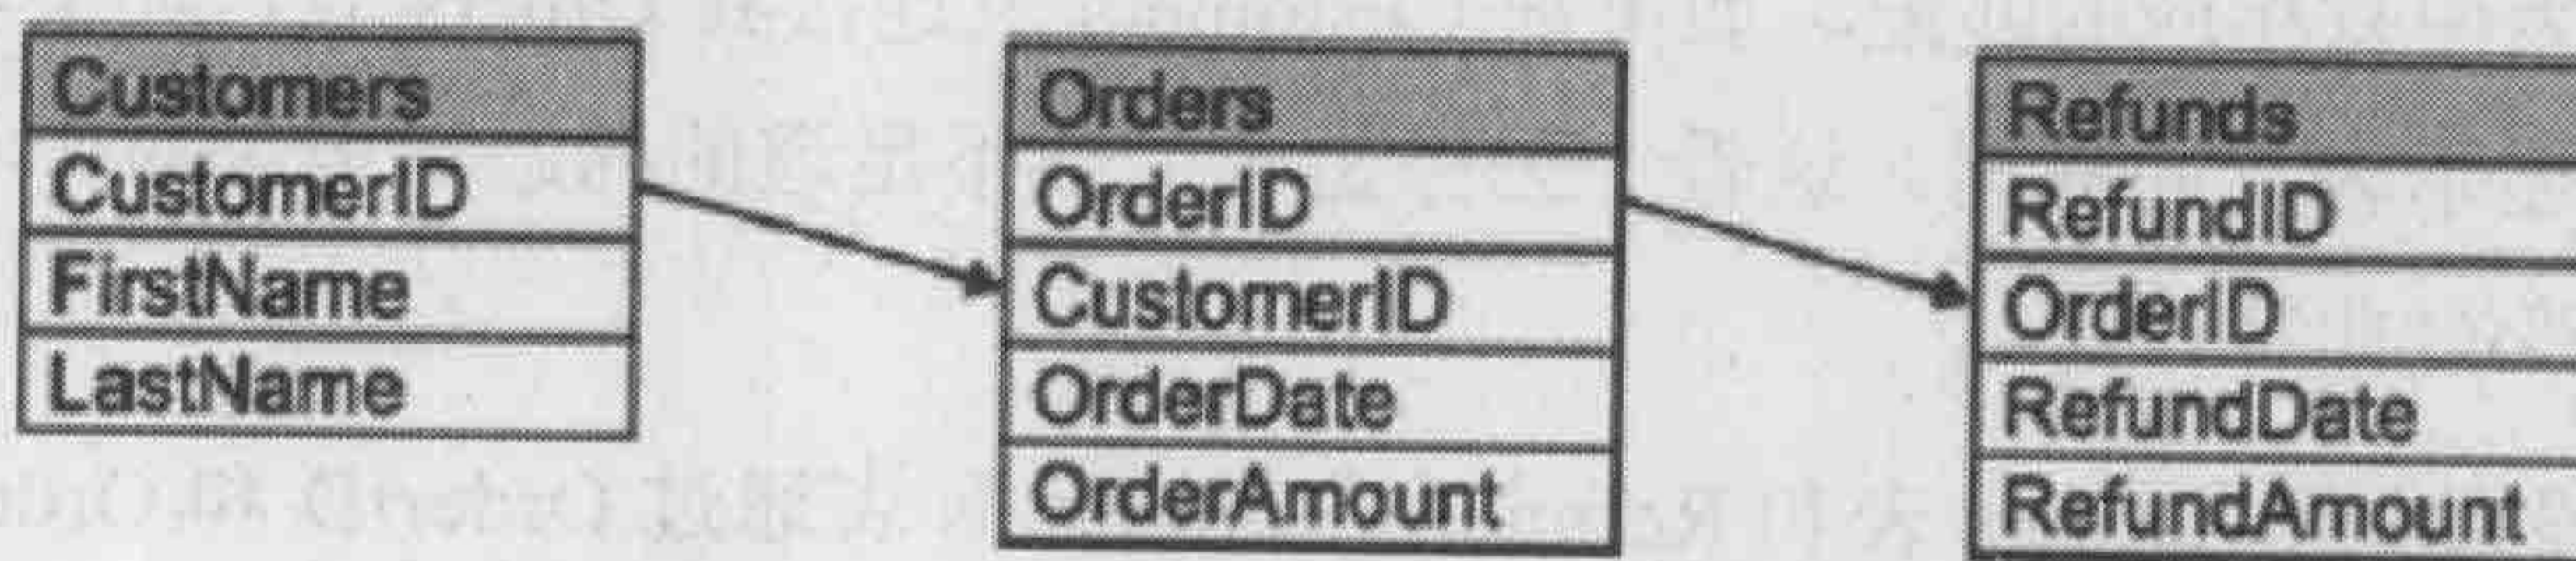 Customers
CustomerID
FirstName
LastName
Orders
OrderID
CustomerID
OrderDate
OrderAmount
Refunds
RefundID
OrderID
RefundDate
RefundAmount